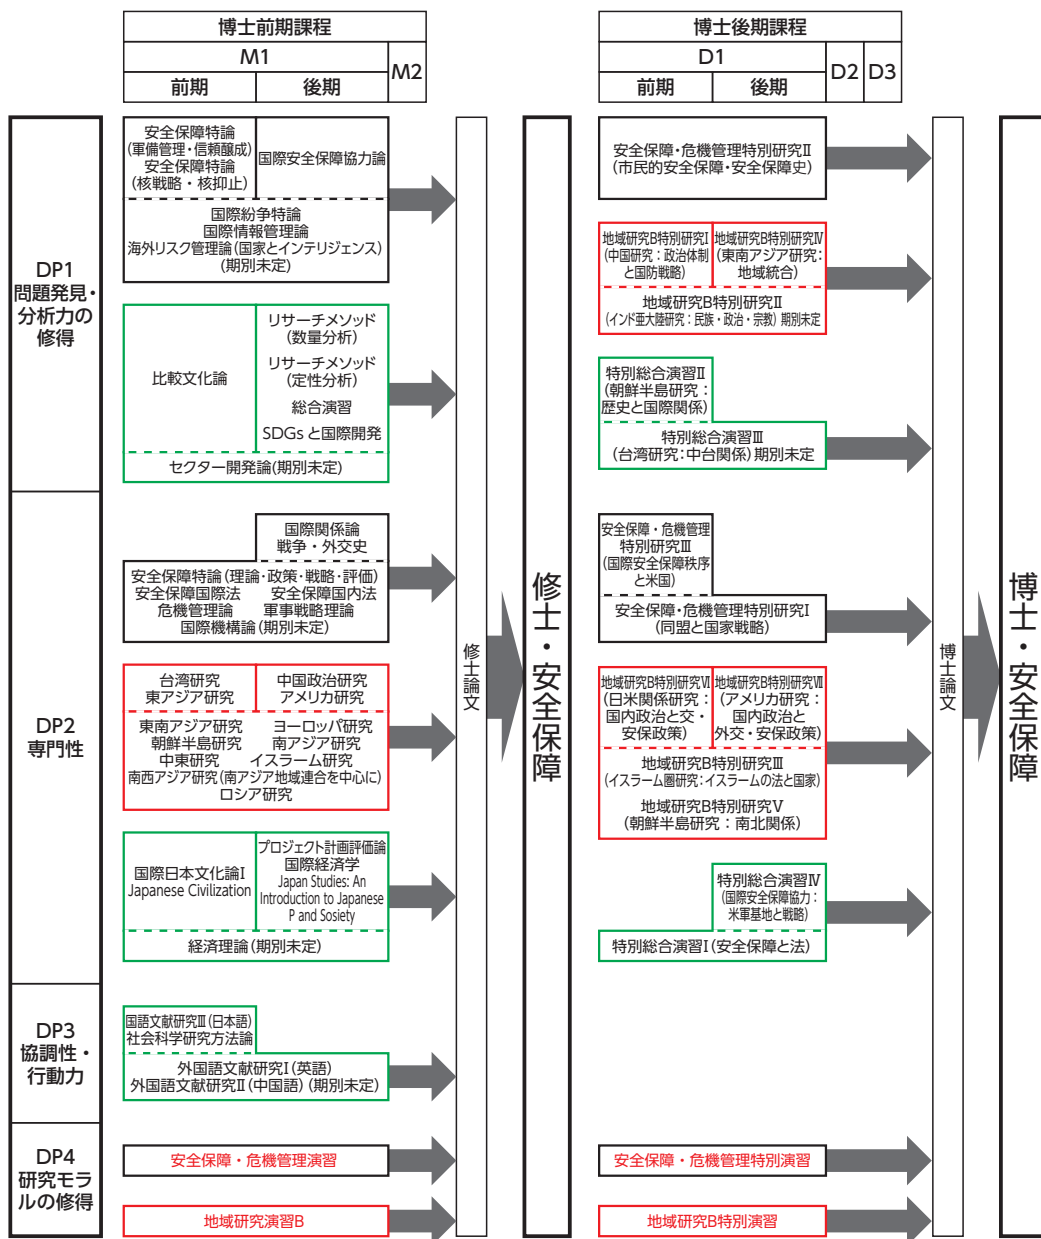 博士前期課程
M1
M2
前期
後期
博士後期課程
D1
D2
D3
前期
後期
DP1
問題発見・
分析力の
修得
安全保障特論
(軍備管理・信頼醸成)
安全保障特論
(核戦略・核抑止)
国際安全保障協力論
国際紛争特論
国際情報管理論
海外リスク管理論(国家とインテリジェンス)
(期別未定)
比較文化論
リサーチメソッド
(数量分析)
リサーチメソッド
(定性分析)
総合演習
SDGsと国際開発
セクター開発論(期別未定)
安全保障・危機管理特別研究Ⅱ
(市民的安全保障・安全保障史)
地域研究B特別研究Ⅰ
(中国研究：政治体制
と国防戦略)
地域研究B特別研究Ⅳ
(東南アジア研究：
地域統合)
地域研究B特別研究Ⅱ
(インド亜大陸研究：民族・政治・宗教) 期別未定
特別総合演習Ⅱ
(朝鮮半島研究：
歴史と国際関係)
特別総合演習Ⅲ
(台湾研究：中台関係) 期別未定
DP2
専門性
国際関係論
戦争・外交史
安全保障特論(理論・政策・戦略・評価)
安全保障国際法 安全保障国内法
危機管理論 軍事戦略理論
国際機構論(期別未定)
台湾研究
東アジア研究
中国政治研究
アメリカ研究
東南アジア研究 ヨーロッパ研究
朝鮮半島研究 南アジア研究
中東研究 イスラーム研究
南西アジア研究(南アジア地域連合を中心に)
ロシア研究
国際日本文化論Ⅰ
Japanese Civilization
プロジェクト計画評価論
国際経済学
Japan Studies: An
Introduction to Japanese
P and Sosiety
経済理論(期別未定)
安全保障・危機管理
特別研究Ⅲ
(国際安全保障秩序
と米国)
安全保障・危機管理特別研究Ⅰ
(同盟と国家戦略)
地域研究B特別研究Ⅵ
(日米関係研究：
国内政治と交・
安保政策)
地域研究B特別研究Ⅶ
(アメリカ研究：
国内政治と
外交・安保政策)
地域研究B特別研究Ⅲ
(イスラーム圏研究：イスラームの法と国家)
地域研究B特別研究Ⅴ
(朝鮮半島研究：南北関係)
特別総合演習Ⅳ
(国際安全保障協力：
米軍基地と戦略)
特別総合演習Ⅰ(安全保障と法)
DP3
協調性・
行動力
国語文献研究Ⅲ(日本語)
社会科学研究方法論
外国語文献研究Ⅰ(英語)
外国語文献研究Ⅱ(中国語) (期別未定)
DP4
研究モラ
ルの修得
安全保障・危機管理演習
地域研究演習B
安全保障・危機管理特別演習
地域研究B特別演習
修士論文
修士・安全保障
博士論文
博士・安全保障